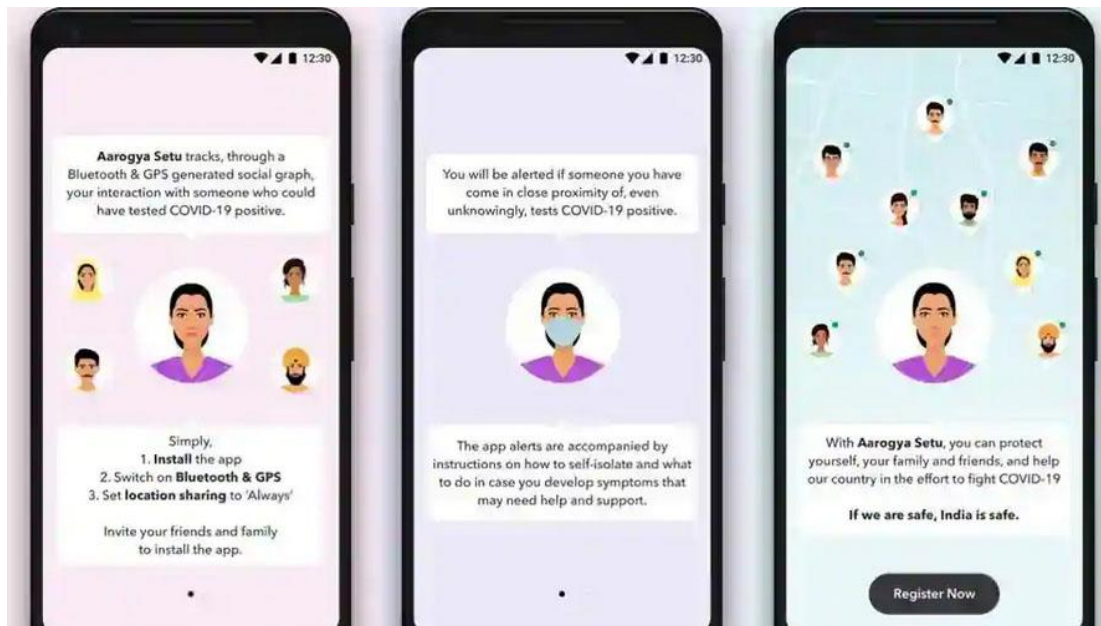 12:30
Aarogya Setu tracks, through a
Bluetooth & GPS generated social graph,
your interaction with someone who could
have tested COVID-19 positive.
Simply,
1. Install the app
2. Switch on Bluetooth & GPS
3. Set location sharing to 'Always'
Invite your friends and family
to install the app.
12:30
You will be alerted if someone you have
come in close proximity of, even
unknowingly, tests COVID-19 positive.
The app alerts are accompanied by
instructions on how to self-isolate and what
to do in case you develop symptoms that
may need help and support.
12:30
With Aarogya Setu, you can protect
yourself, your family and friends, and help
our country in the effort to fight COVID-19
If we are safe, India is safe.
Register Now